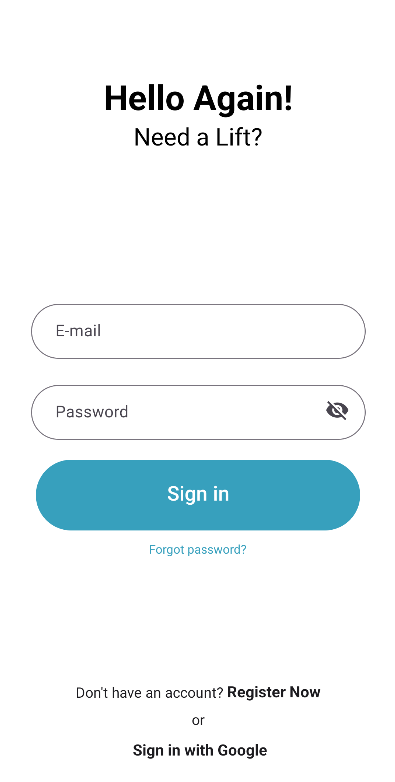 Hello Again!
Need a Lift?
E-mail
Password
Sign in
Forgot password?
Don't have an account? Register Now
or
Sign in with Google